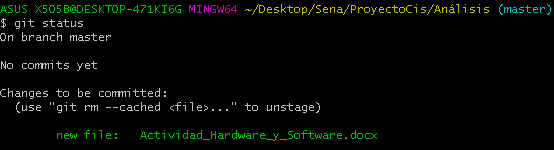 ASUS X505B@DESKTOP-471KI6G MINGW64 ~/Desktop/Sena/ProyectoCis/Análisis (master)
$ git status
On branch master
No commits yet
Changes to be committed:
  (use "git rm --cached <file>..." to unstage)
        new file:   Actividad_Hardware_y_Software.docx